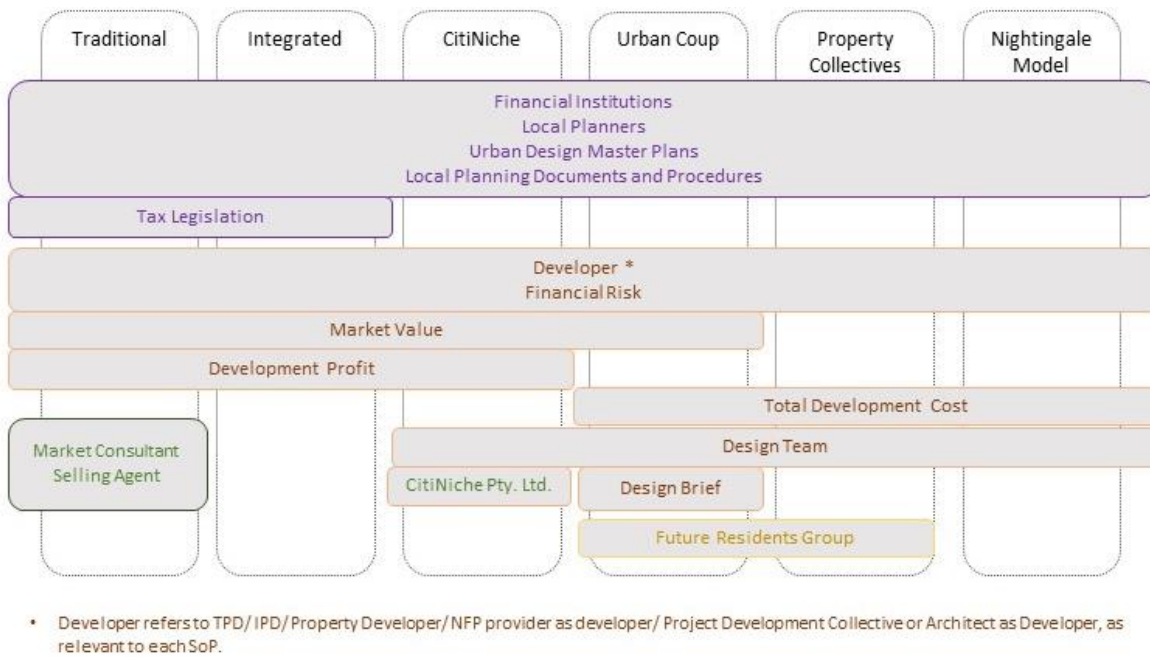 Traditional
Integrated
CitiNiche
Urban Coup
Property
Collectives
Nightingale
Model
Financial Institutions
Local Planners
Urban Design Master Plans
Local Planning Documents and Procedures
Tax Legislation
Developer *
Financial Risk
Market Value
Development Profit
Total Development Cost
Market Consultant
Selling Agent
Design Team
CitiNiche Pty. Ltd.
Design Brief
Future Residents Group
• Developer refers to TPD/ IPD/ Property Developer/ NFP provider as developer/ Project Development Collective or Architect as Developer, as
relevant to each SoP.